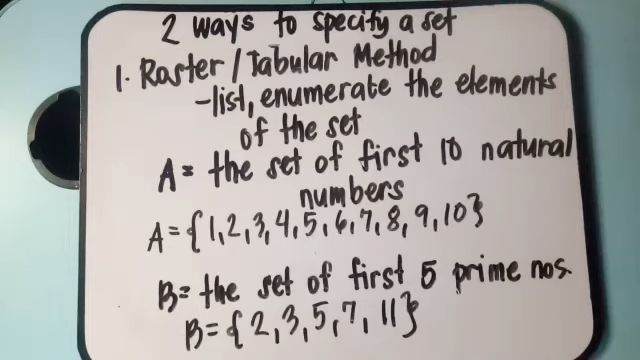 2 ways to specify a set
1. Roster / Tabular Method
-list, enumerate the elements
of the set
A= the set of first 10 natural
numbers
A={1,2,3,4,5,6,7,8,9,10}
B= the set of first 5 prime nos.
B={2,3,5,7,11}